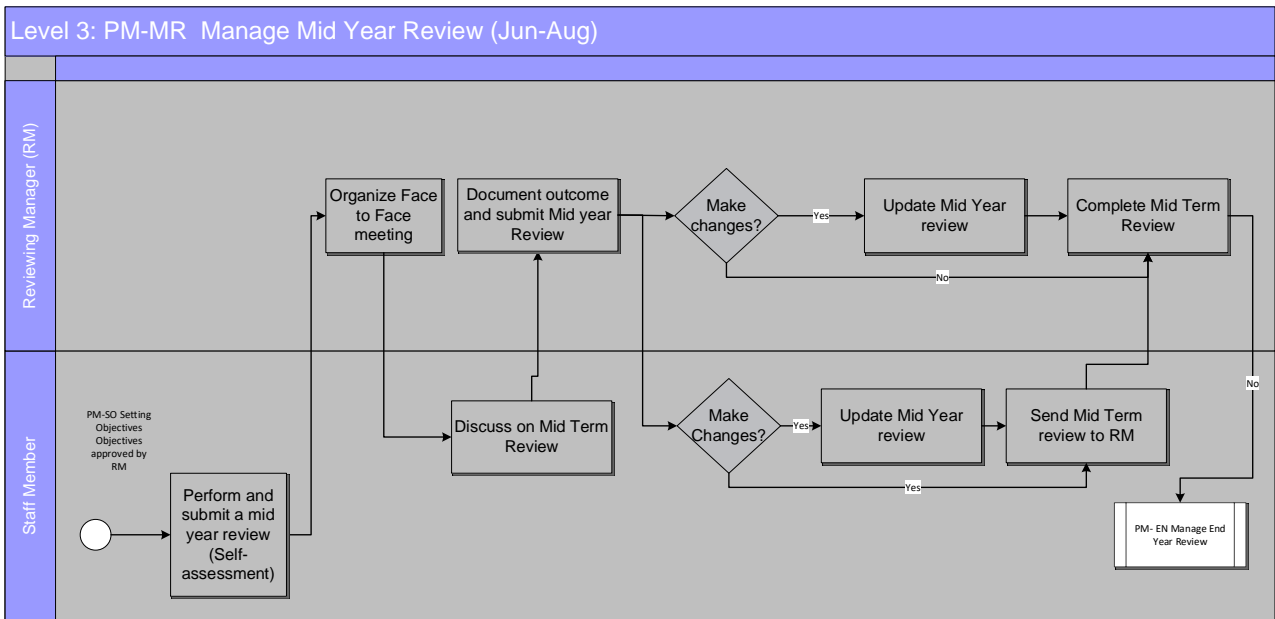 Level 3: PM-MR  Manage Mid Year Review (Jun-Aug)
Reviewing Manager (RM)
Organize Face
to Face
meeting
Document outcome
and submit Mid year
Review
Make
changes?
Yes
Update Mid Year
review
Complete Mid Term
Review
No
No
Staff Member
PM-SO Setting
Objectives
Objectives
approved by
RM
Perform and
submit a mid
year review
(Self-
assessment)
Discuss on Mid Term
Review
Make
Changes?
Yes
Update Mid Year
review
Send Mid Term
review to RM
Yes
PM- EN Manage End
Year Review